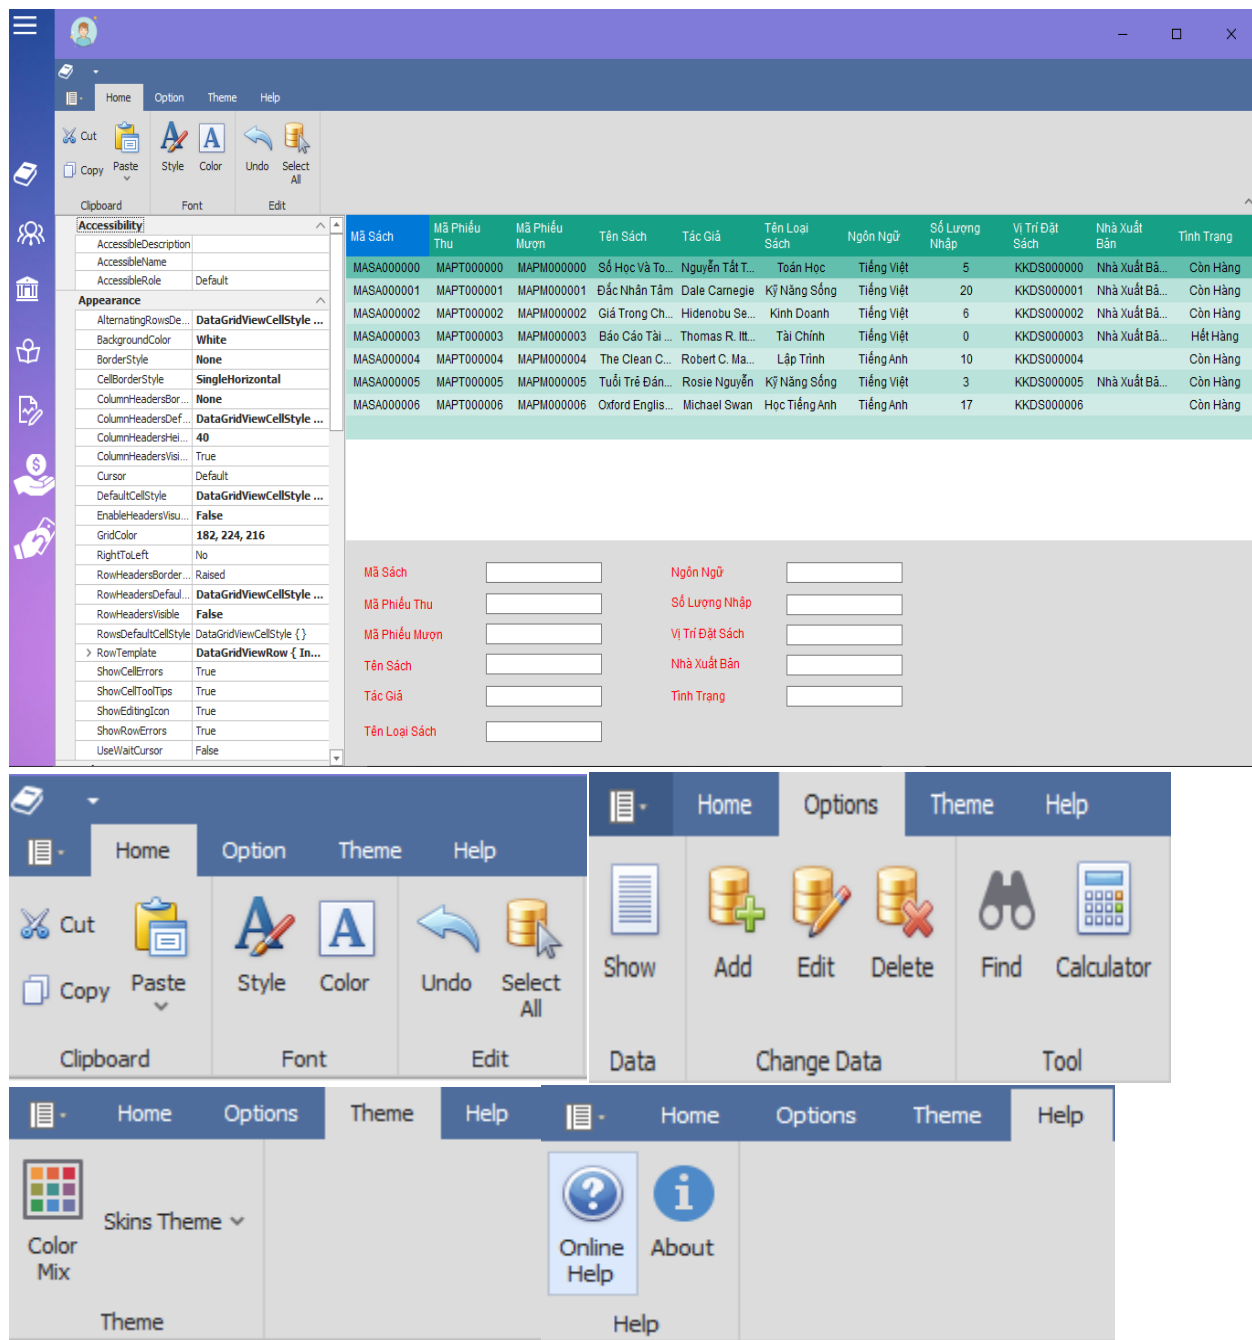 Home Option Theme Help
Cut Copy Paste Style Color Undo Select All
Clipboard Font Edit
Accessibility
AccessibleDescription
AccessibleName
AccessibleRole Default
Appearance
AlternatingRowsDe... DataGridViewCellStyle ...
BackgroundColor White
BorderStyle None
CellBorderStyle SingleHorizontal
ColumnHeadersBor... None
ColumnHeadersDef... DataGridViewCellStyle ...
ColumnHeadersHei... 40
ColumnHeadersVisi... True
Cursor Default
DefaultCellStyle DataGridViewCellStyle ...
EnableHeadersVisu... False
GridColor 182, 224, 216
RightToLeft No
RowHeadersBorder... Raised
RowHeadersDefaul... DataGridViewCellStyle ...
RowHeadersVisible False
RowsDefaultCellStyle DataGridViewCellStyle { }
RowTemplate DataGridViewRow { In...
ShowCellErrors True
ShowCellToolTips True
ShowEditingIcon True
ShowRowErrors True
UseWaitCursor False
Mã Sách Mã Phiếu Thu Mã Phiếu Mượn Tên Sách Tác Giả Tên Loại Sách Ngôn Ngữ Số Lượng Nhập Vị Trí Đặt Sách Nhà Xuất Bản Tình Trạng
MASA000000 MAPT000000 MAPM000000 Số Học Và To... Nguyễn Tất T... Toán Học Tiếng Việt 5 KKDS000000 Nhà Xuất Bả... Còn Hàng
MASA000001 MAPT000001 MAPM000001 Đắc Nhân Tâm Dale Carnegie Kỹ Năng Sống Tiếng Việt 20 KKDS000001 Nhà Xuất Bả... Còn Hàng
MASA000002 MAPT000002 MAPM000002 Giá Trong Ch... Hidenobu Se... Kinh Doanh Tiếng Việt 6 KKDS000002 Nhà Xuất Bả... Còn Hàng
MASA000003 MAPT000003 MAPM000003 Báo Cáo Tài ... Thomas R. Itt... Tài Chính Tiếng Việt 0 KKDS000003 Nhà Xuất Bả... Hết Hàng
MASA000004 MAPT000004 MAPM000004 The Clean C... Robert C. Ma... Lập Trình Tiếng Anh 10 KKDS000004 Còn Hàng
MASA000005 MAPT000005 MAPM000005 Tuổi Trẻ Đán... Rosie Nguyễn Kỹ Năng Sống Tiếng Việt 3 KKDS000005 Nhà Xuất Bả... Còn Hàng
MASA000006 MAPT000006 MAPM000006 Oxford Englis... Michael Swan Học Tiếng Anh Tiếng Anh 17 KKDS000006 Còn Hàng
Mã Sách Ngôn Ngữ
Mã Phiếu Thu Số Lượng Nhập
Mã Phiếu Mượn Vị Trí Đặt Sách
Tên Sách Nhà Xuất Bản
Tác Giả Tình Trạng
Tên Loại Sách
Home Option Theme Help
Cut Copy Paste Style Color Undo Select All
Clipboard Font Edit
Home Options Theme Help
Show Add Edit Delete Find Calculator
Data Change Data Tool
Home Options Theme Help
Color Mix Skins Theme
Theme
Home Options Theme Help
Online Help About
Help